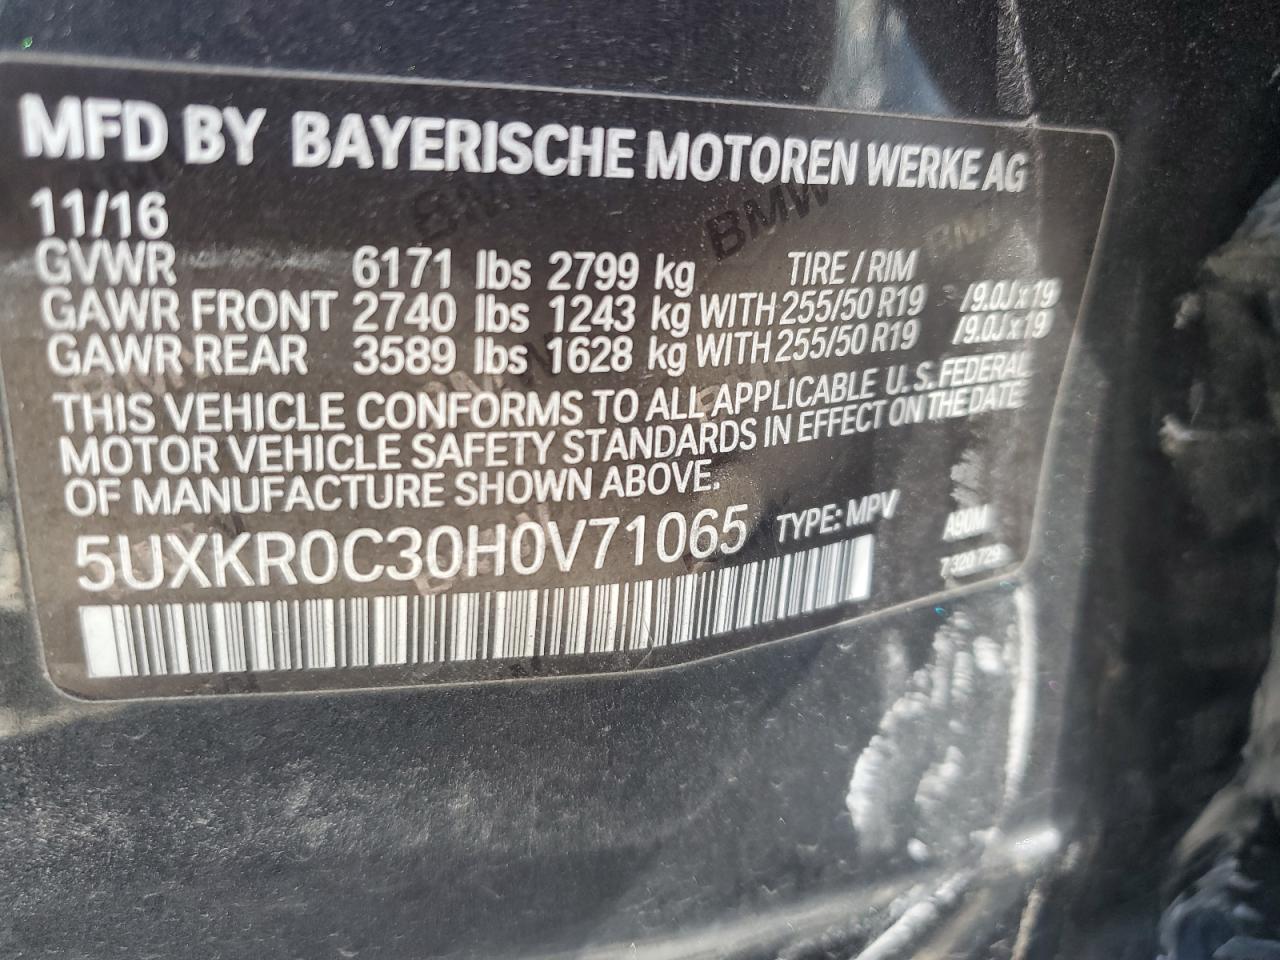 MFD BY BAYERISCHE MOTOREN WERKE AG
11/16
GVWR 6171 lbs 2799 kg TIRE / RIM
GAWR FRONT 2740 lbs 1243 kg WITH 255/50 R19 /9.0J x 19
GAWR REAR 3589 lbs 1628 kg WITH 255/50 R19 /9.0J x 19
THIS VEHICLE CONFORMS TO ALL APPLICABLE U.S. FEDERAL
MOTOR VEHICLE SAFETY STANDARDS IN EFFECT ON THE DATE
OF MANUFACTURE SHOWN ABOVE.
5UXKR0C30H0V71065 TYPE: MPV A90M
7 320 729